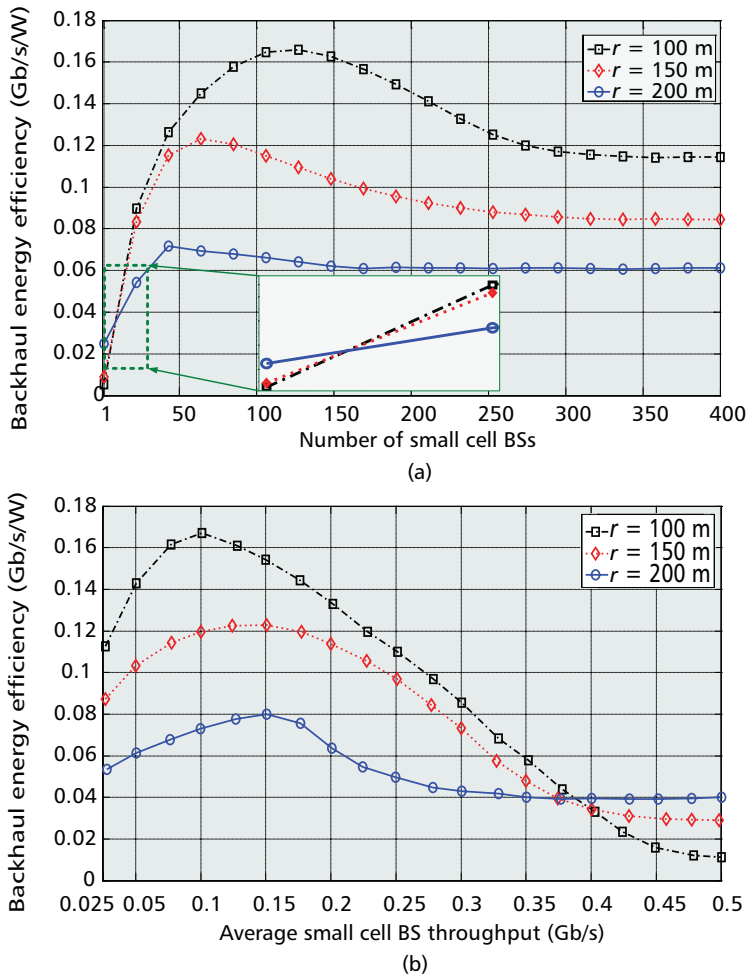 Backhaul energy efficiency (Gb/s/W)
0.18
0.16
0.14
0.12
0.1
0.08
0.06
0.04
0.02
0
r = 100 m
r = 150 m
r = 200 m
1 50 100 150 200 250 300 350 400
Number of small cell BSs
(a)
Backhaul energy efficiency (Gb/s/W)
0.18
0.16
0.14
0.12
0.1
0.08
0.06
0.04
0.02
0
r = 100 m
r = 150 m
r = 200 m
0.025 0.05 0.1 0.15 0.2 0.25 0.3 0.35 0.4 0.45 0.5
Average small cell BS throughput (Gb/s)
(b)